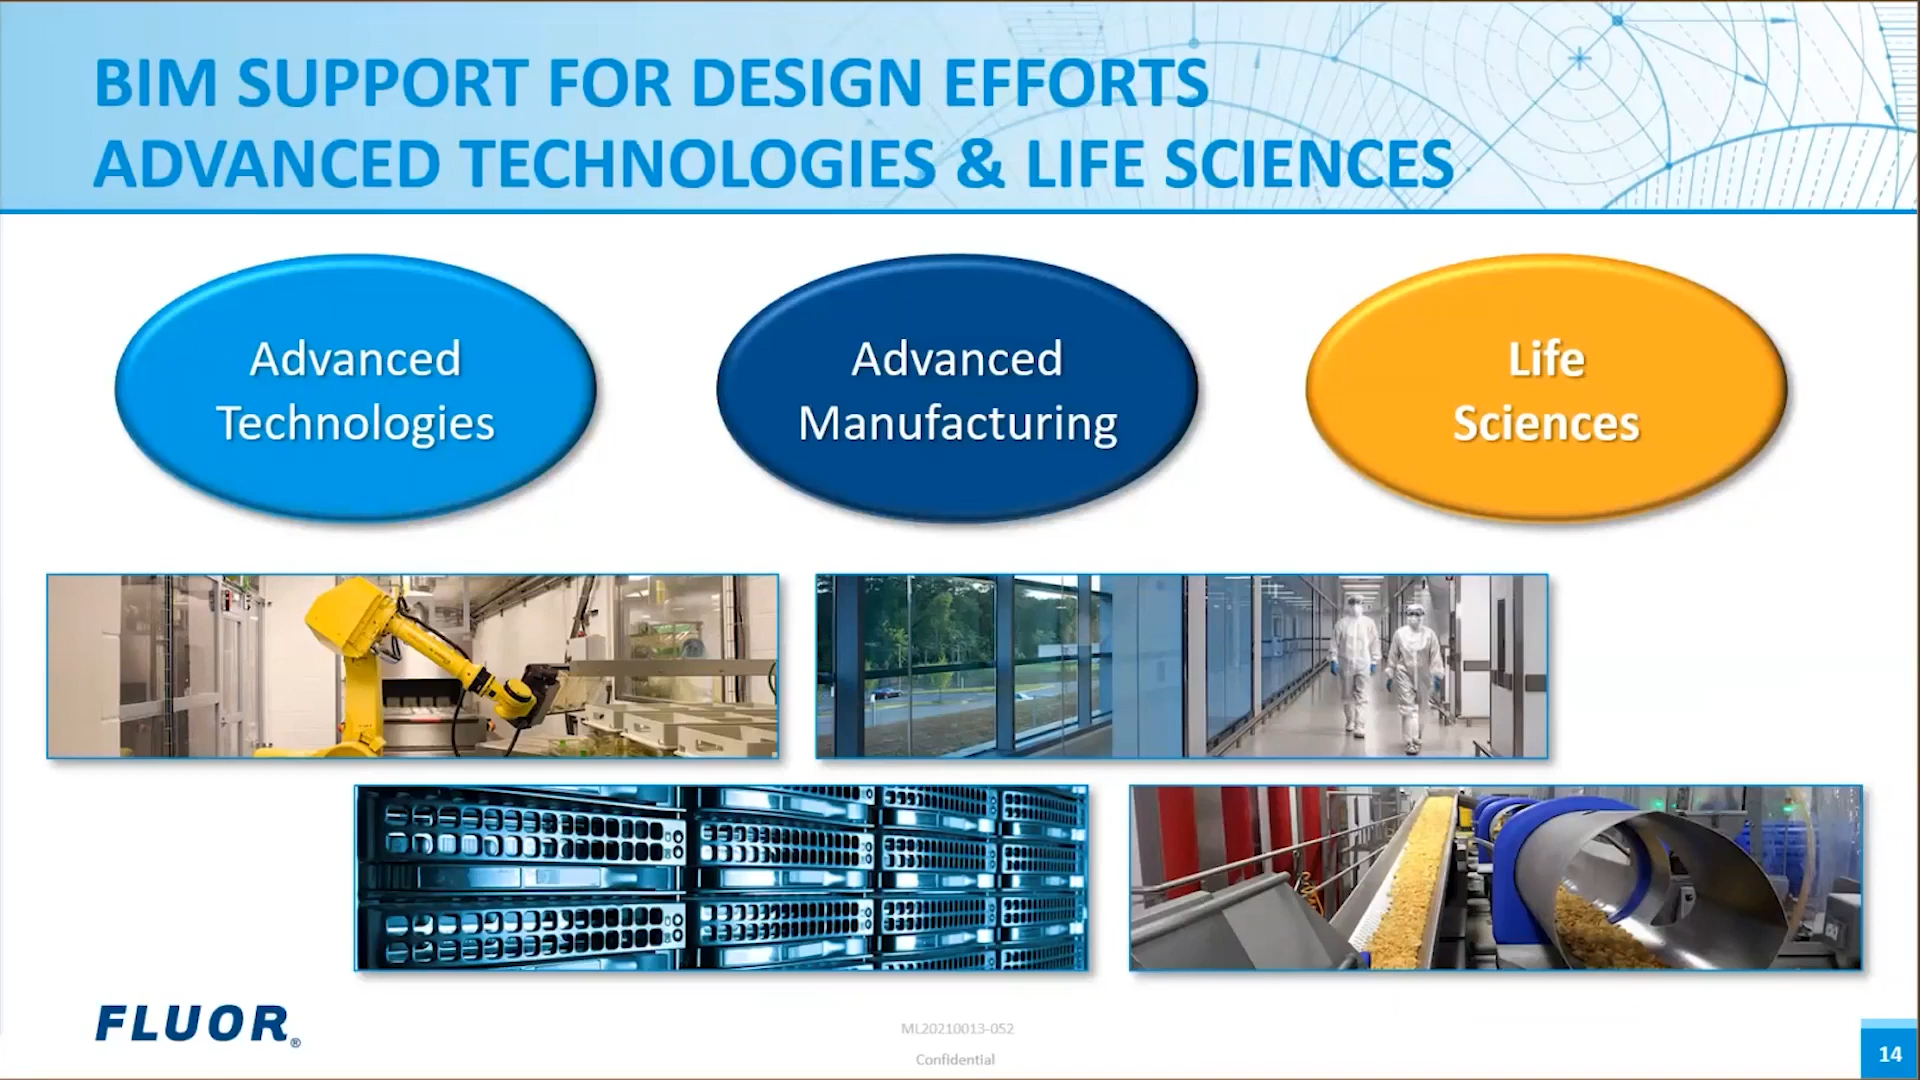 BIM SUPPORT FOR DESIGN EFFORTS
ADVANCED TECHNOLOGIES & LIFE SCIENCES
Advanced
Technologies
Advanced
Manufacturing
Life
Sciences
FLUOR®
ML20210013-052
Confidential
14